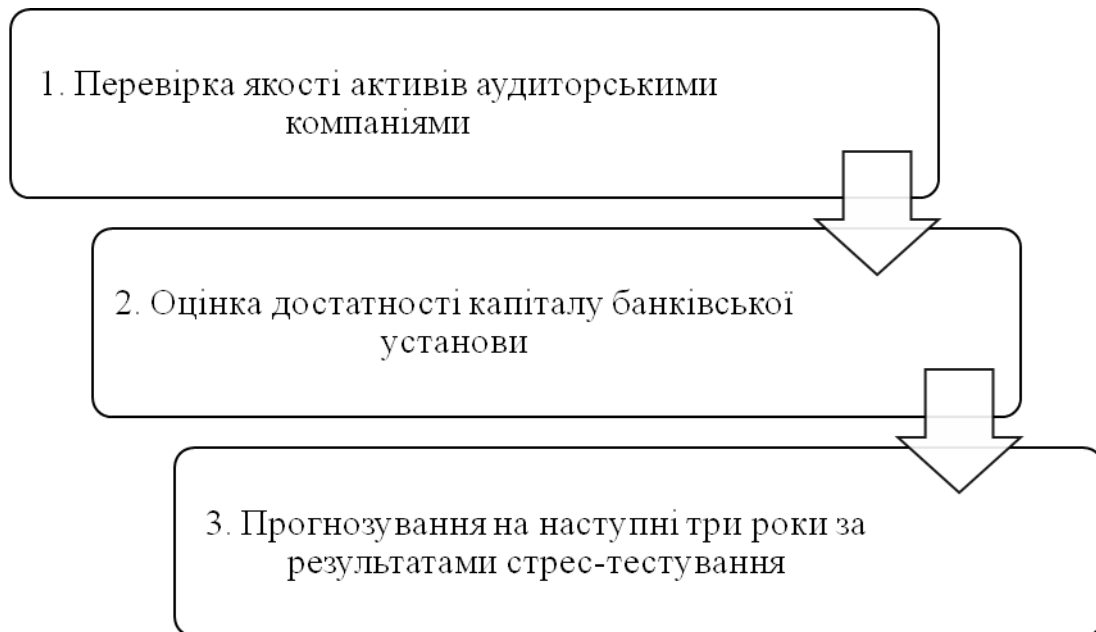 1. Перевірка якості активів аудиторськими
компаніями
2. Оцінка достатності капіталу банківської
установи
3. Прогнозування на наступні три роки за
результатами стрес-тестування